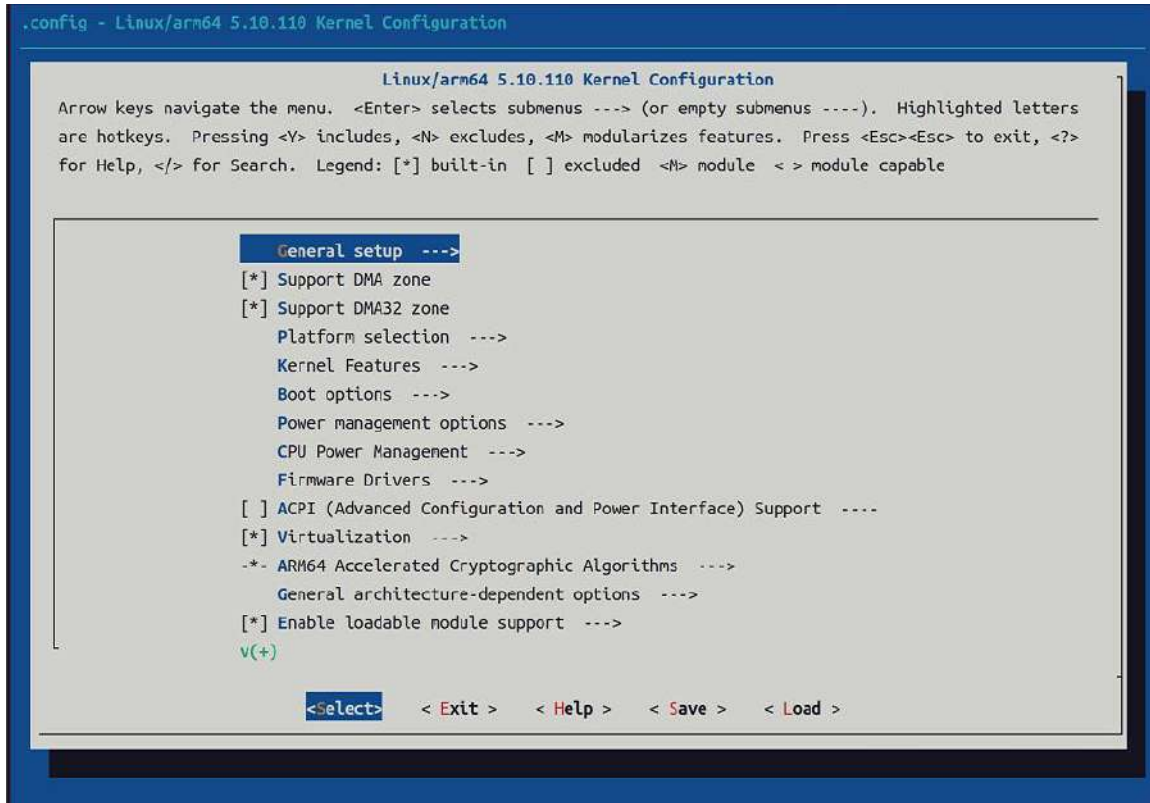 .config - Linux/arm64 5.10.110 Kernel Configuration
Linux/arm64 5.10.110 Kernel Configuration
Arrow keys navigate the menu.  <Enter> selects submenus ---> (or empty submenus ----).  Highlighted letters
are hotkeys.  Pressing <Y> includes, <N> excludes, <M> modularizes features.  Press <Esc><Esc> to exit, <?>
for Help, </> for Search.  Legend: [*] built-in  [ ] excluded  <M> module  < > module capable
General setup  --->
[*] Support DMA zone
[*] Support DMA32 zone
Platform selection  --->
Kernel Features  --->
Boot options  --->
Power management options  --->
CPU Power Management  --->
Firmware Drivers  --->
[ ] ACPI (Advanced Configuration and Power Interface) Support  ----
[*] Virtualization  --->
-*- ARM64 Accelerated Cryptographic Algorithms  --->
General architecture-dependent options  --->
[*] Enable loadable module support  --->
v(+)
<Select>    < Exit >    < Help >    < Save >    < Load >